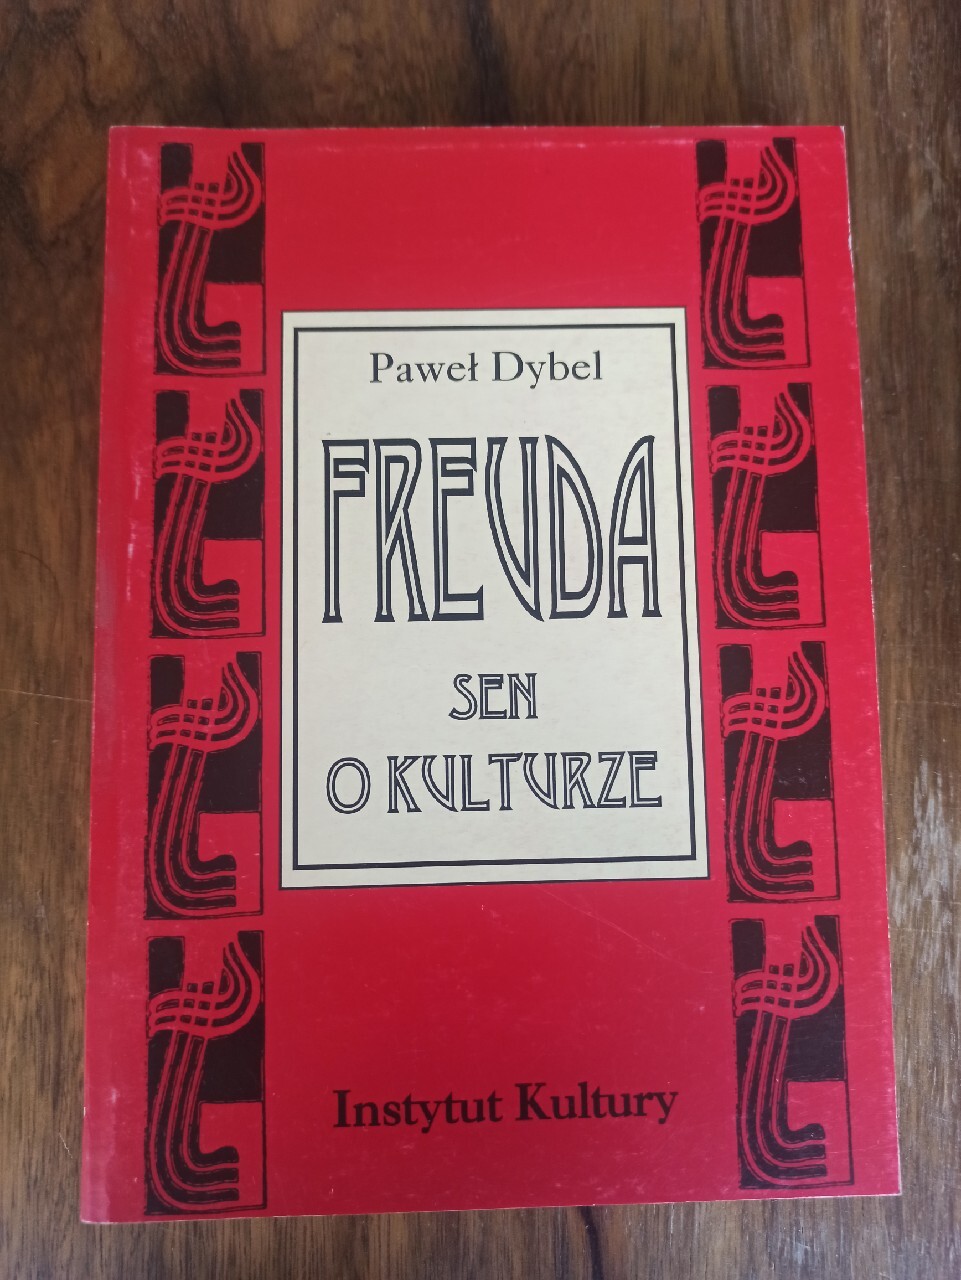 Paweł Dybel
FREUDA
SEN
O KULTURZE
Instytut Kultury